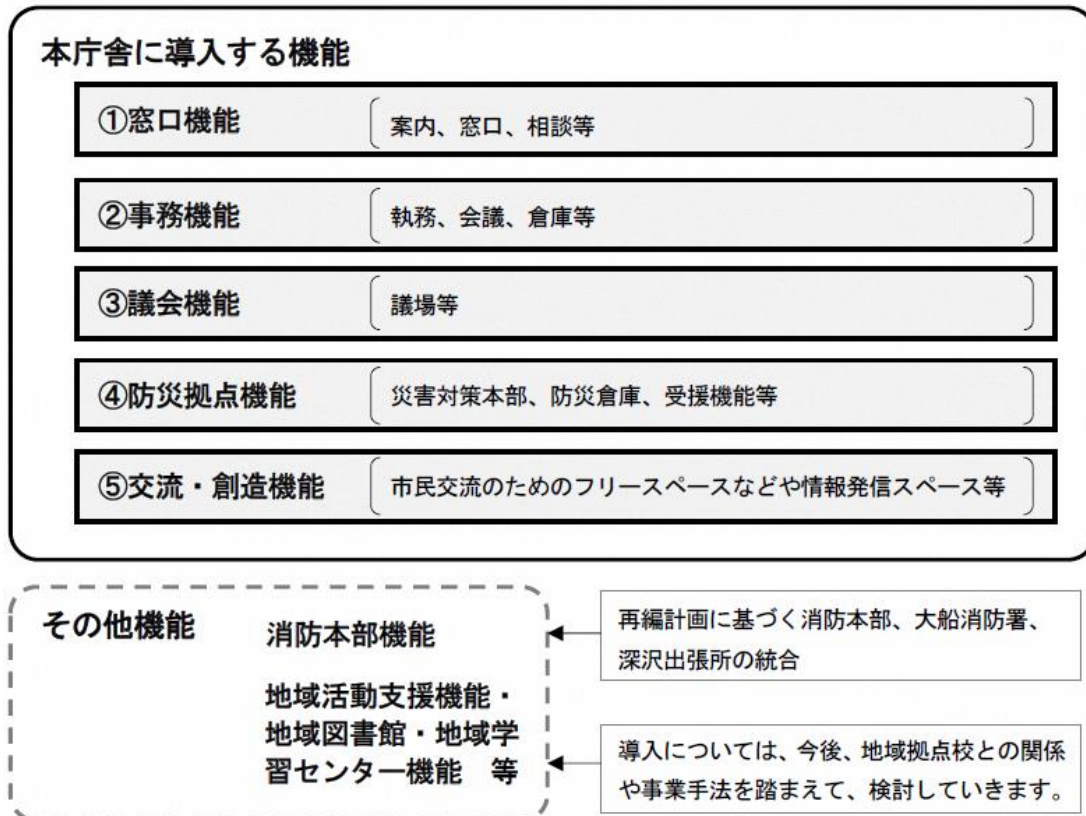 本庁舎に導入する機能
①窓口機能 案内、窓口、相談等
②事務機能 執務、会議、倉庫等
③議会機能 議場等
④防災拠点機能 災害対策本部、防災倉庫、受援機能等
⑤交流・創造機能 市民交流のためのフリースペースなどや情報発信スペース等
その他機能
消防本部機能
再編計画に基づく消防本部、大船消防署、
深沢出張所の統合
地域活動支援機能・
地域図書館・地域学
習センター機能 等
導入については、今後、地域拠点校との関係
や事業手法を踏まえて、検討していきます。